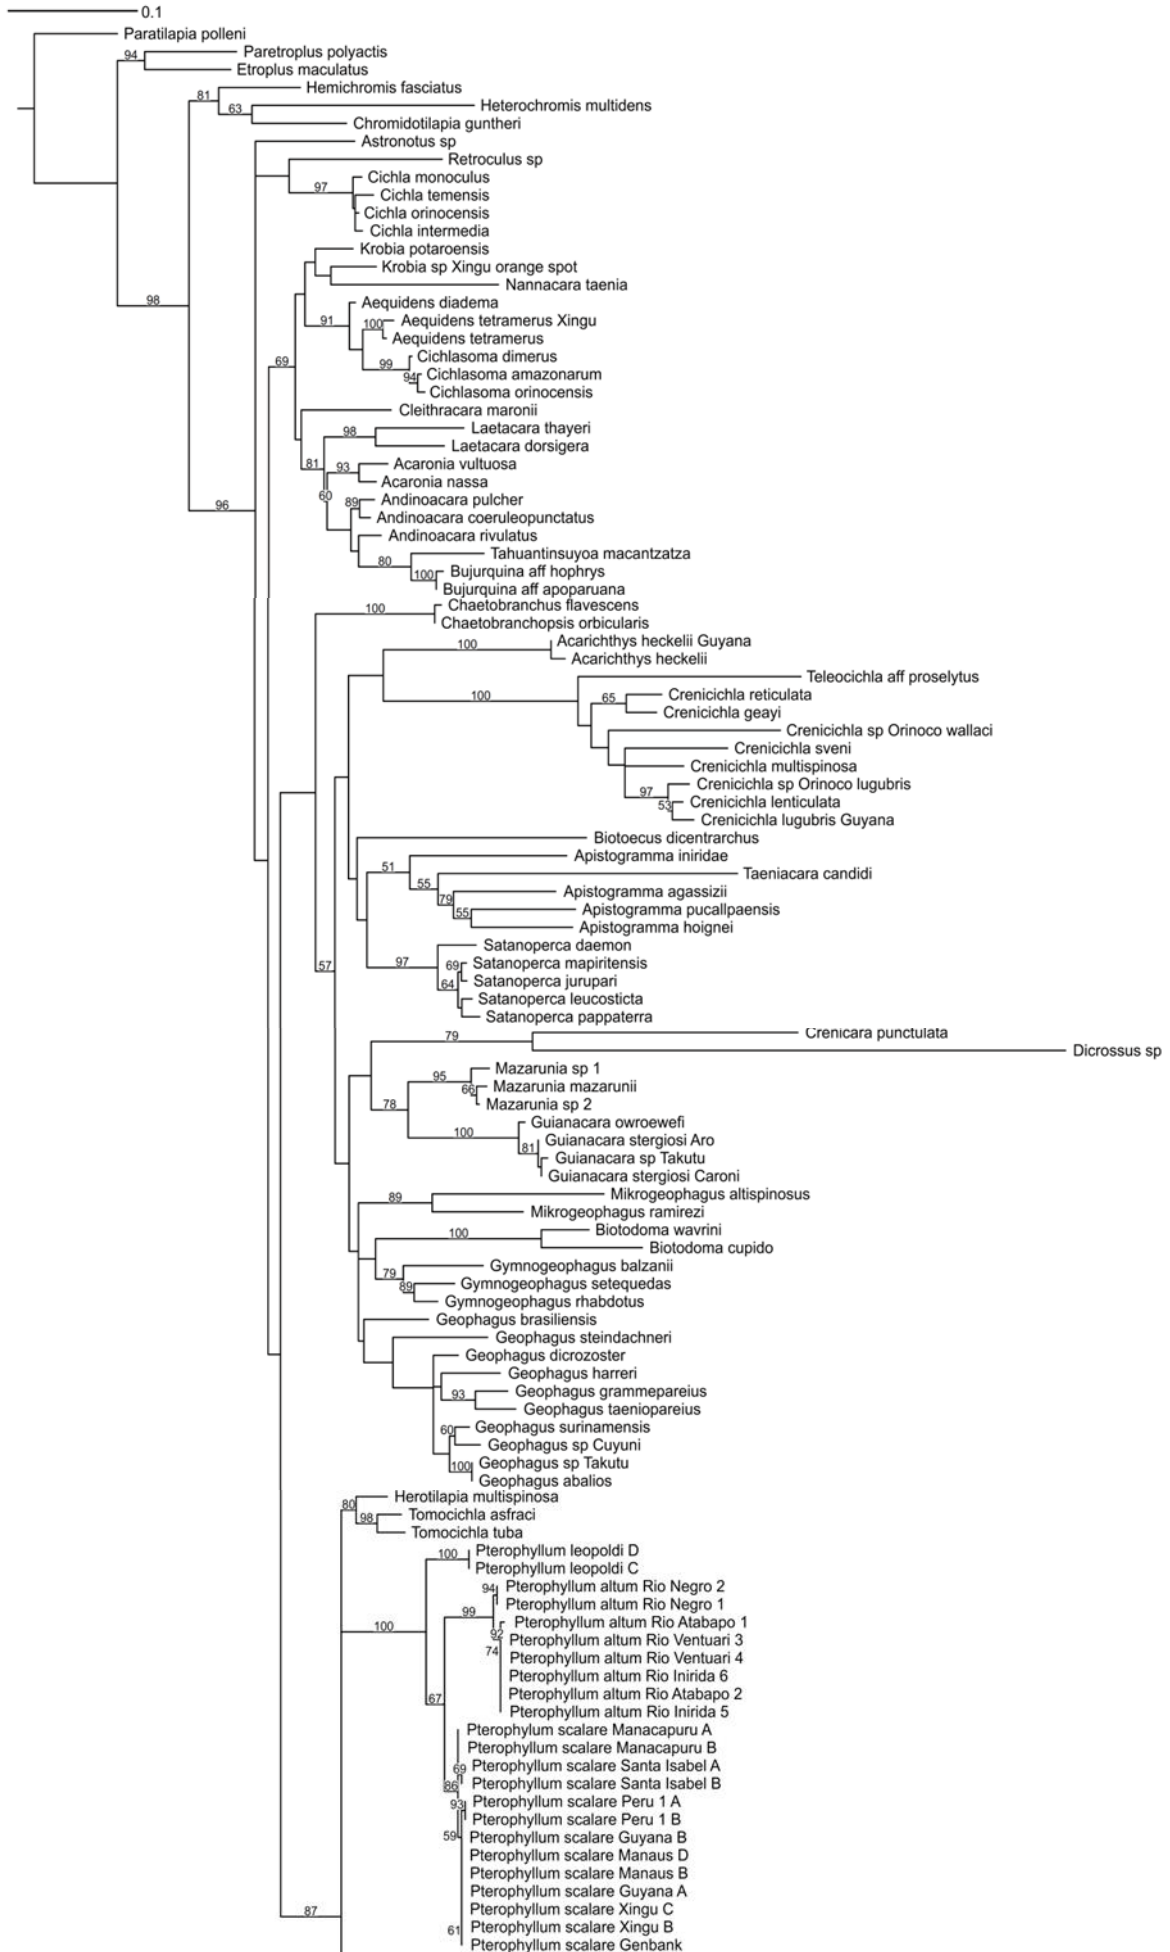 0.1
Paratilapia polleni
94
Paretroplus polyactis
Etroplus maculatus
Hemichromis fasciatus
81
63
Heterochromis multidens
Chromidotilapia guntheri
Astronotus sp
Retroculus sp
Cichla monoculus
97
Cichla temensis
Cichla orinocensis
Cichla intermedia
Krobia potaroensis
Krobia sp Xingu orange spot
Nannacara taenia
98
Aequidens diadema
91
100
Aequidens tetramerus Xingu
Aequidens tetramerus
Cichlasoma dimerus
69
99
94
Cichlasoma amazonarum
Cichlasoma orinocensis
Cleithracara maronii
98
Laetacara thayeri
Laetacara dorsigera
81
93
Acaronia vultuosa
Acaronia nassa
60
89
Andinoacara pulcher
96
Andinoacara coeruleopunctatus
Andinoacara rivulatus
80
Tahuantinsuyoa macantzatza
100
Bujurquina aff hophrys
Bujurquina aff apoparuana
100
Chaetobranchus flavescens
Chaetobranchopsis orbicularis
100
Acarichthys heckelii Guyana
Acarichthys heckelii
Teleocichla aff proselytus
100
65
Crenicichla reticulata
Crenicichla geayi
Crenicichla sp Orinoco wallaci
Crenicichla sveni
Crenicichla multispinosa
97
Crenicichla sp Orinoco lugubris
53
Crenicichla lenticulata
Crenicichla lugubris Guyana
Biotoecus dicentrarchus
51
Apistogramma iniridae
55
Taeniacara candidi
79
Apistogramma agassizii
55
Apistogramma pucallpaensis
Apistogramma hoignei
Satanoperca daemon
57
97
69
Satanoperca mapiritensis
64
Satanoperca jurupari
Satanoperca leucosticta
Satanoperca pappaterra
79
Crenicara punctulata
Dicrossus sp
95
Mazarunia sp 1
66
Mazarunia mazarunii
78
Mazarunia sp 2
Guianacara owroewefi
100
81
Guianacara stergiosi Aro
Guianacara sp Takutu
Guianacara stergiosi Caroni
89
Mikrogeophagus altispinosus
Mikrogeophagus ramirezi
100
Biotodoma wavrini
Biotodoma cupido
79
Gymnogeophagus balzanii
89
Gymnogeophagus setequedas
Gymnogeophagus rhabdotus
Geophagus brasiliensis
Geophagus steindachneri
Geophagus dicrozoster
Geophagus harreri
93
Geophagus grammepareius
Geophagus taeniopareius
60
Geophagus surinamensis
Geophagus sp Cuyuni
100
Geophagus sp Takutu
Geophagus abalios
80
Herotilapia multispinosa
98
Tomocichla asfraci
Tomocichla tuba
100
Pterophyllum leopoldi D
Pterophyllum leopoldi C
94
Pterophyllum altum Rio Negro 2
99
Pterophyllum altum Rio Negro 1
100
92
Pterophyllum altum Rio Atabapo 1
74
Pterophyllum altum Rio Ventuari 3
Pterophyllum altum Rio Ventuari 4
Pterophyllum altum Rio Inirida 6
67
Pterophyllum altum Rio Atabapo 2
Pterophyllum altum Rio Inirida 5
Pterophylum scalare Manacapuru A
Pterophyllum scalare Manacapuru B
69
Pterophyllum scalare Santa Isabel A
86
Pterophyllum scalare Santa Isabel B
93
Pterophyllum scalare Peru 1 A
Pterophyllum scalare Peru 1 B
59
Pterophyllum scalare Guyana B
Pterophyllum scalare Manaus D
Pterophyllum scalare Manaus B
Pterophyllum scalare Guyana A
87
Pterophyllum scalare Xingu C
61
Pterophyllum scalare Xingu B
Pterophyllum scalare Genbank